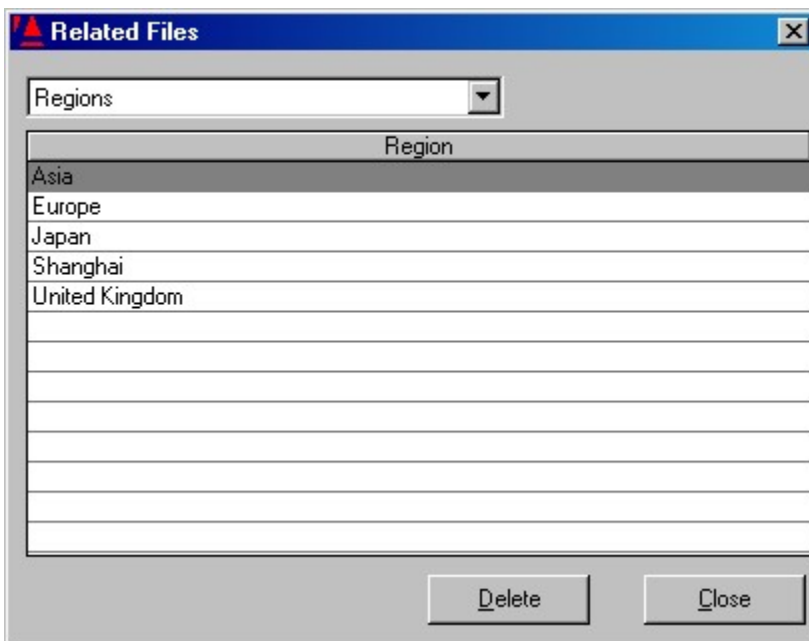 Related Files
Regions
Region
Asia
Europe
Japan
Shanghai
United Kingdom
Delete
Close